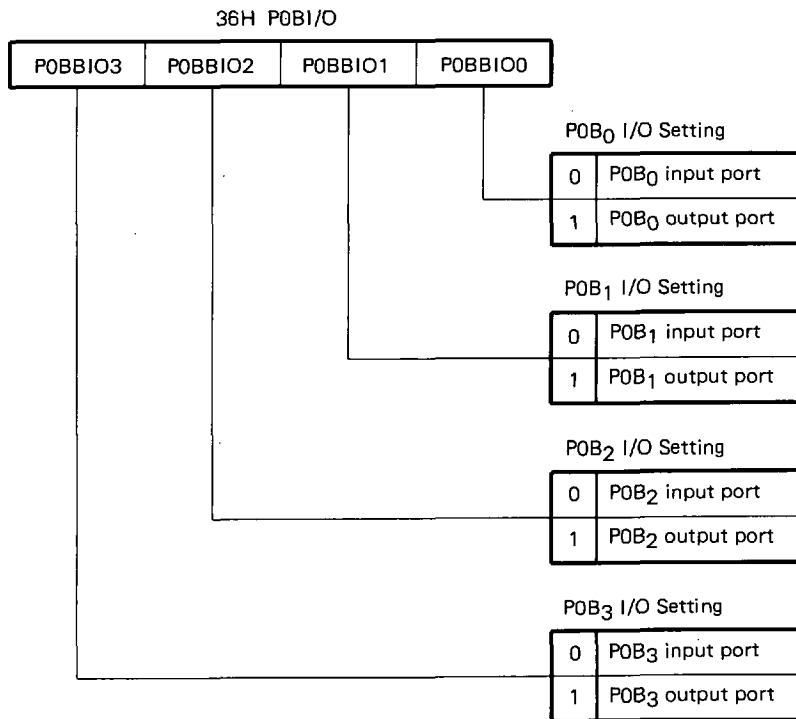 36H P0BI/O
P0BBIO3 P0BBIO2 P0BBIO1 P0BBIO0
P0B0 I/O Setting
0 P0B0 input port
1 P0B0 output port
P0B1 I/O Setting
0 P0B1 input port
1 P0B1 output port
P0B2 I/O Setting
0 P0B2 input port
1 P0B2 output port
P0B3 I/O Setting
0 P0B3 input port
1 P0B3 output port